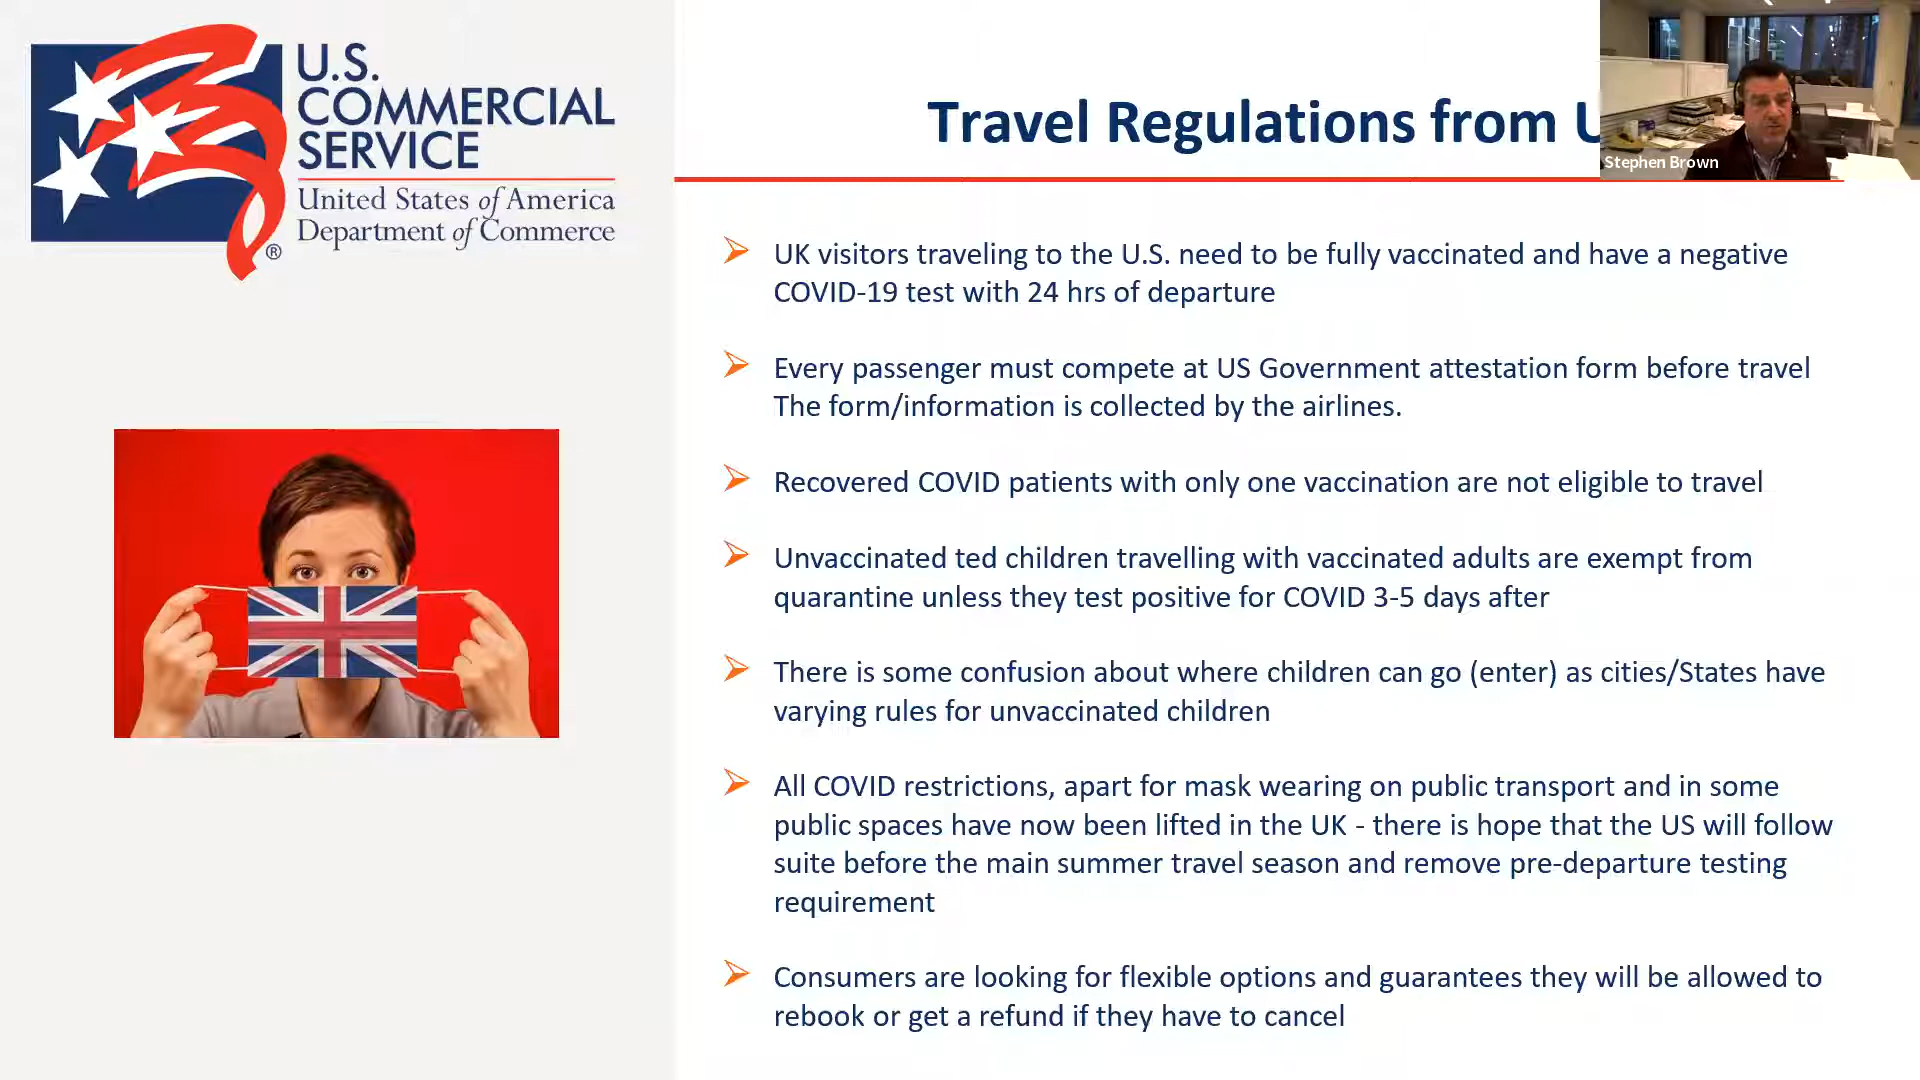 U.S.
COMMERCIAL
SERVICE
United States of America
Department of Commerce
®
Travel Regulations from
Stephen Brown
UK visitors traveling to the U.S. need to be fully vaccinated and have a negative
COVID-19 test with 24 hrs of departure
Every passenger must compete at US Government attestation form before travel
The form/information is collected by the airlines.
Recovered COVID patients with only one vaccination are not eligible to travel
Unvaccinated ted children travelling with vaccinated adults are exempt from
quarantine unless they test positive for COVID 3-5 days after
There is some confusion about where children can go (enter) as cities/States have
varying rules for unvaccinated children
All COVID restrictions, apart for mask wearing on public transport and in some
public spaces have now been lifted in the UK - there is hope that the US will follow
suite before the main summer travel season and remove pre-departure testing
requirement
Consumers are looking for flexible options and guarantees they will be allowed to
rebook or get a refund if they have to cancel